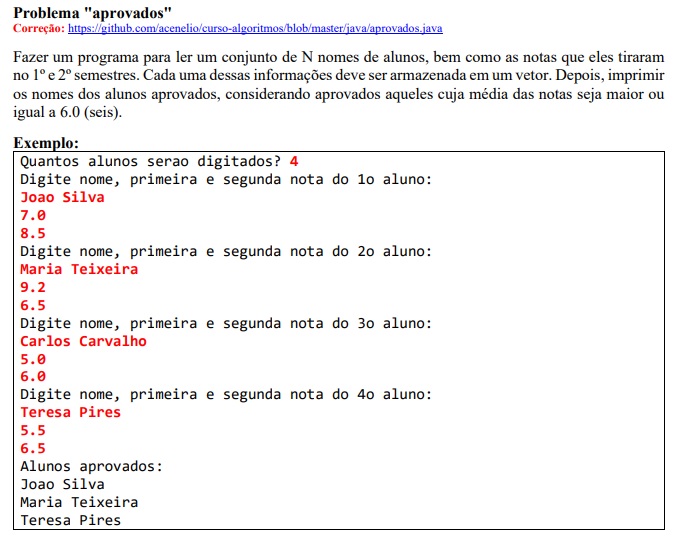 Problema "aprovados"
Correção: https://github.com/acenelio/curso-algoritmos/blob/master/java/aprovados.java
Fazer um programa para ler um conjunto de N nomes de alunos, bem como as notas que eles tiraram
no 1º e 2º semestres. Cada uma dessas informações deve ser armazenada em um vetor. Depois, imprimir
os nomes dos alunos aprovados, considerando aprovados aqueles cuja média das notas seja maior ou
igual a 6.0 (seis).
Exemplo:
Quantos alunos serao digitados? 4
Digite nome, primeira e segunda nota do 1o aluno:
Joao Silva
7.0
8.5
Digite nome, primeira e segunda nota do 2o aluno:
Maria Teixeira
9.2
6.5
Digite nome, primeira e segunda nota do 3o aluno:
Carlos Carvalho
5.0
6.0
Digite nome, primeira e segunda nota do 4o aluno:
Teresa Pires
5.5
6.5
Alunos aprovados:
Joao Silva
Maria Teixeira
Teresa Pires